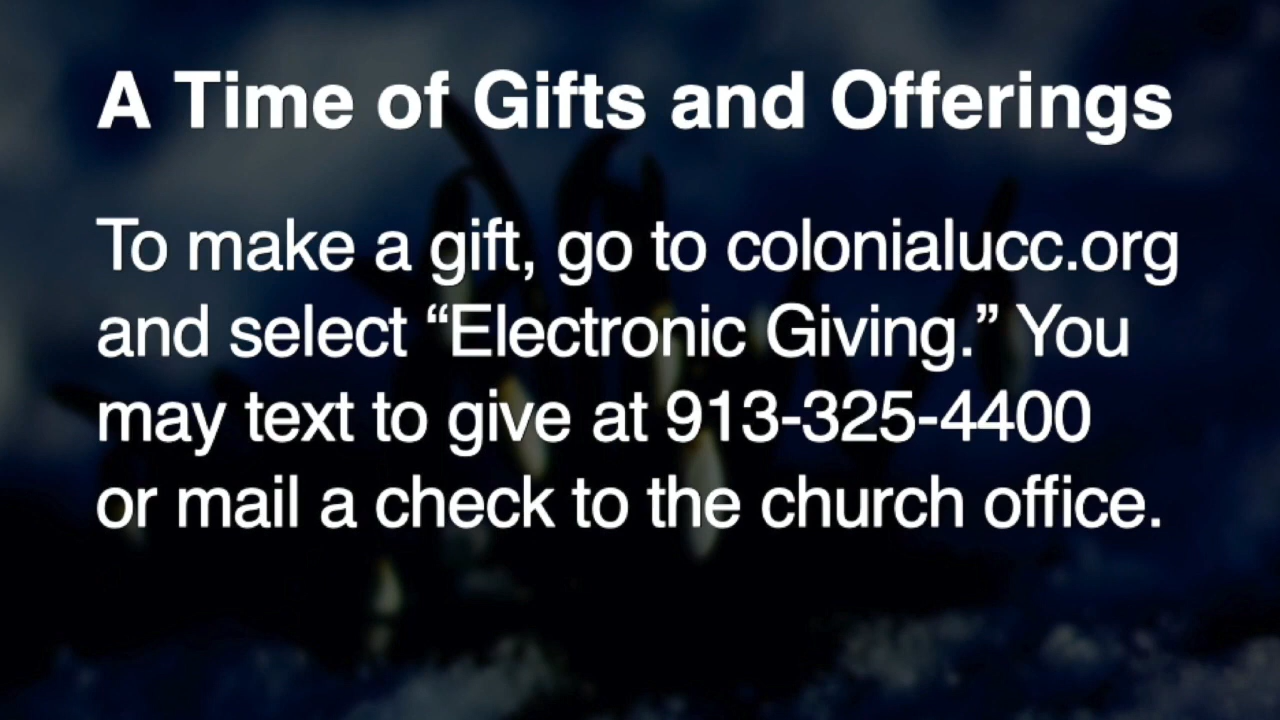 A Time of Gifts and Offerings
To make a gift, go to colonialucc.org
and select “Electronic Giving.” You
may text to give at 913-325-4400
or mail a check to the church office.